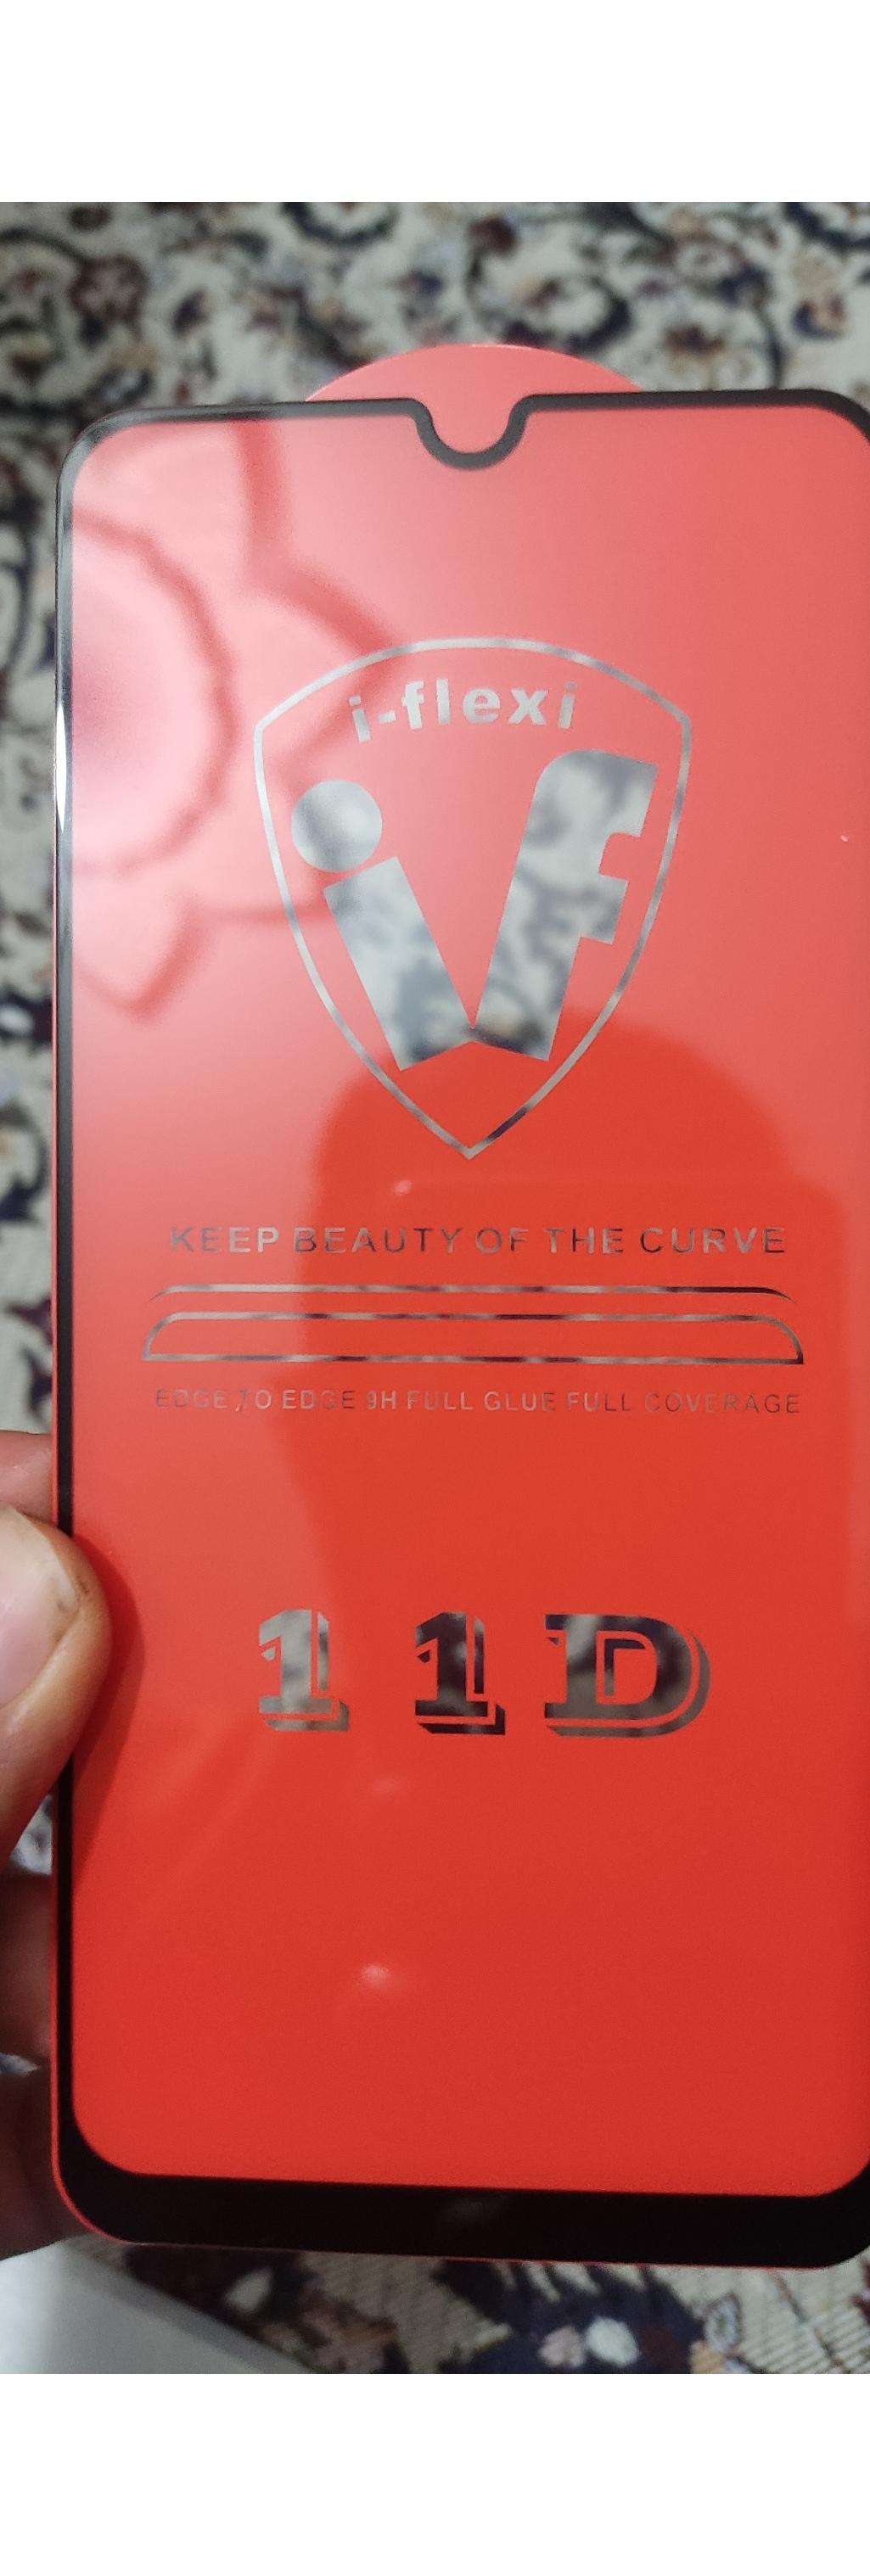 i-flexi
if
KEEP BEAUTY OF THE CURVE
EDGE TO EDGE 9H FULL GLUE FULL COVERAGE
11D